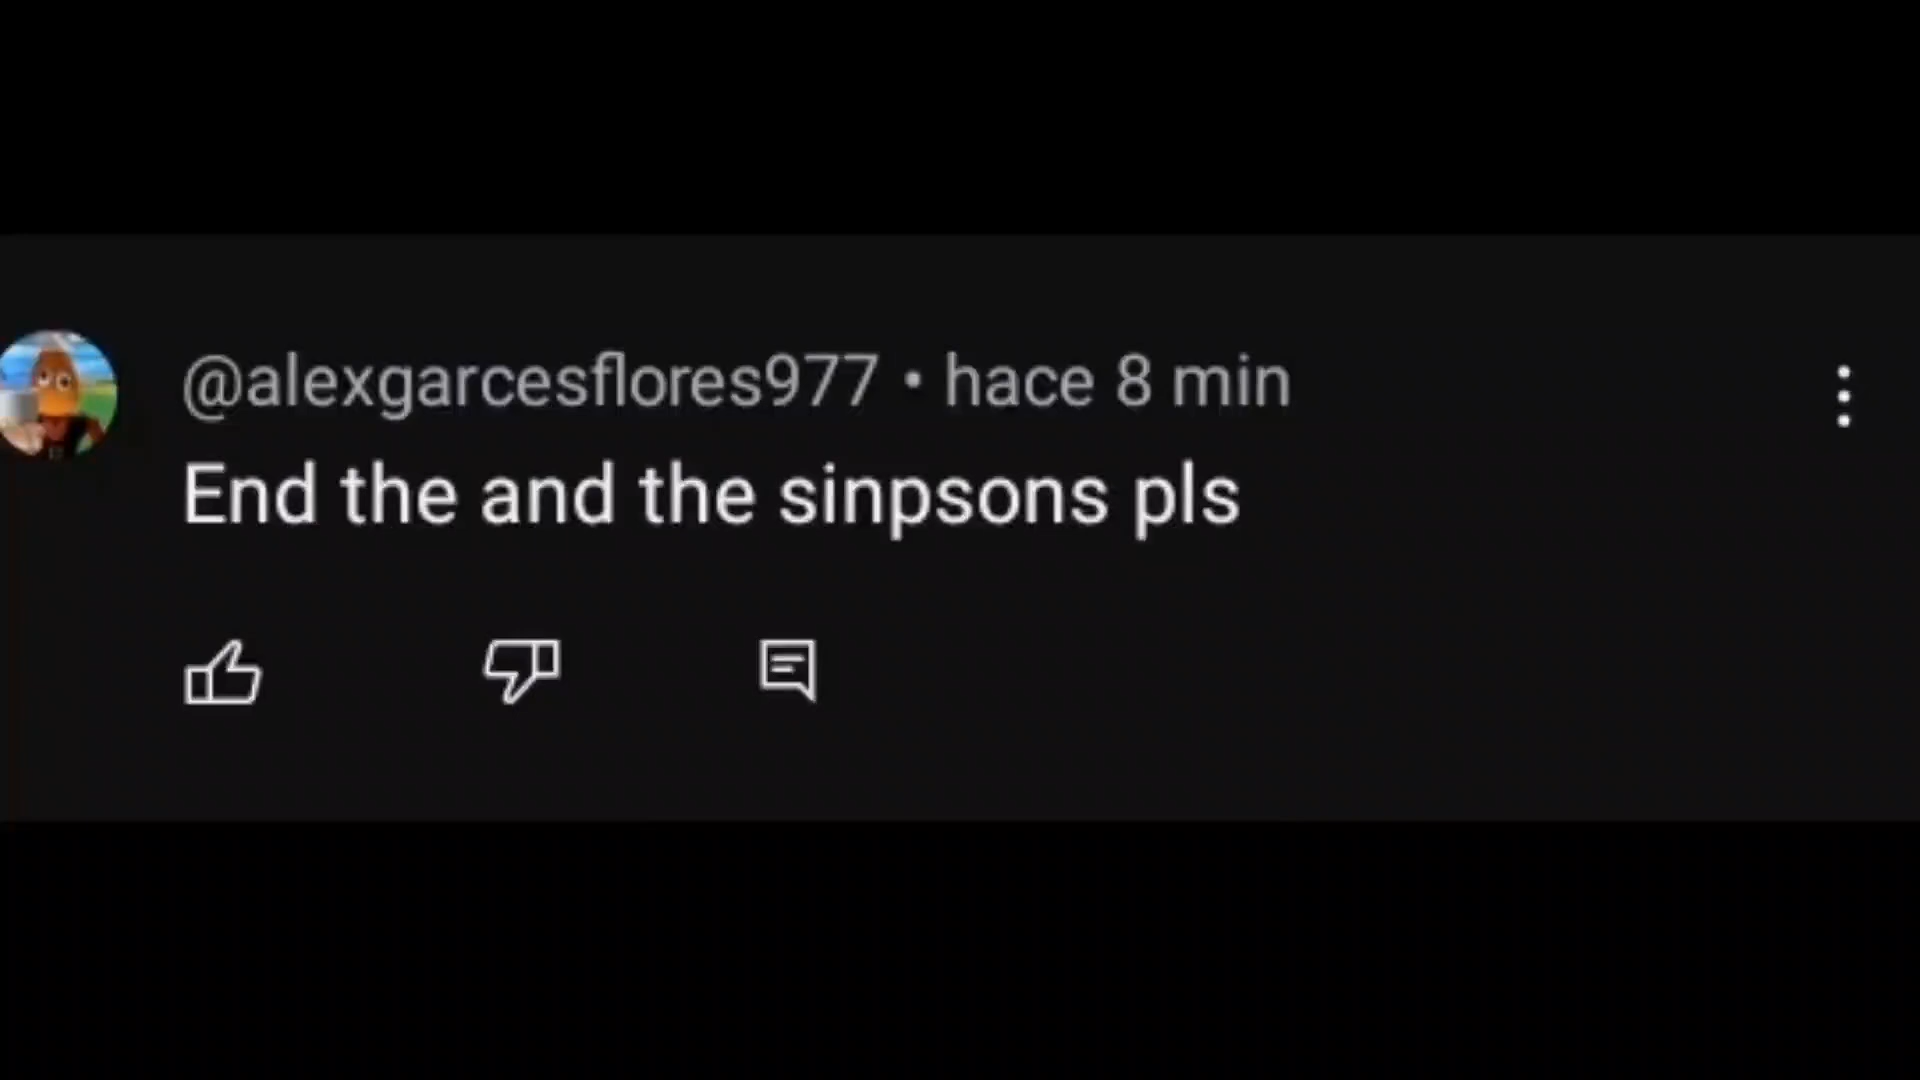 @alexgarcesflores977 • hace 8 min
End the and the sinpsons pls